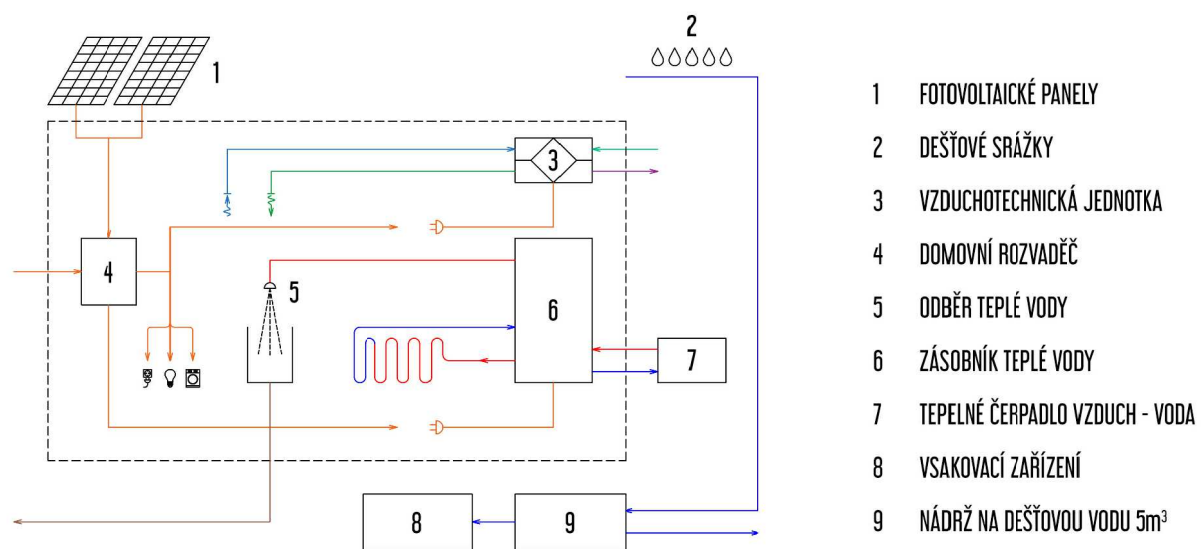 1
2
3
4
5
6
7
8
9
1 FOTOVOLTAICKÉ PANELY
2 DEŠŤOVÉ SRÁŽKY
3 VZDUCHOTECHNICKÁ JEDNOTKA
4 DOMOVNÍ ROZVADĚČ
5 ODBĚR TEPLÉ VODY
6 ZÁSOBNÍK TEPLÉ VODY
7 TEPELNÉ ČERPADLO VZDUCH - VODA
8 VSAKOVACÍ ZAŘÍZENÍ
9 NÁDRŽ NA DEŠŤOVOU VODU 5m³